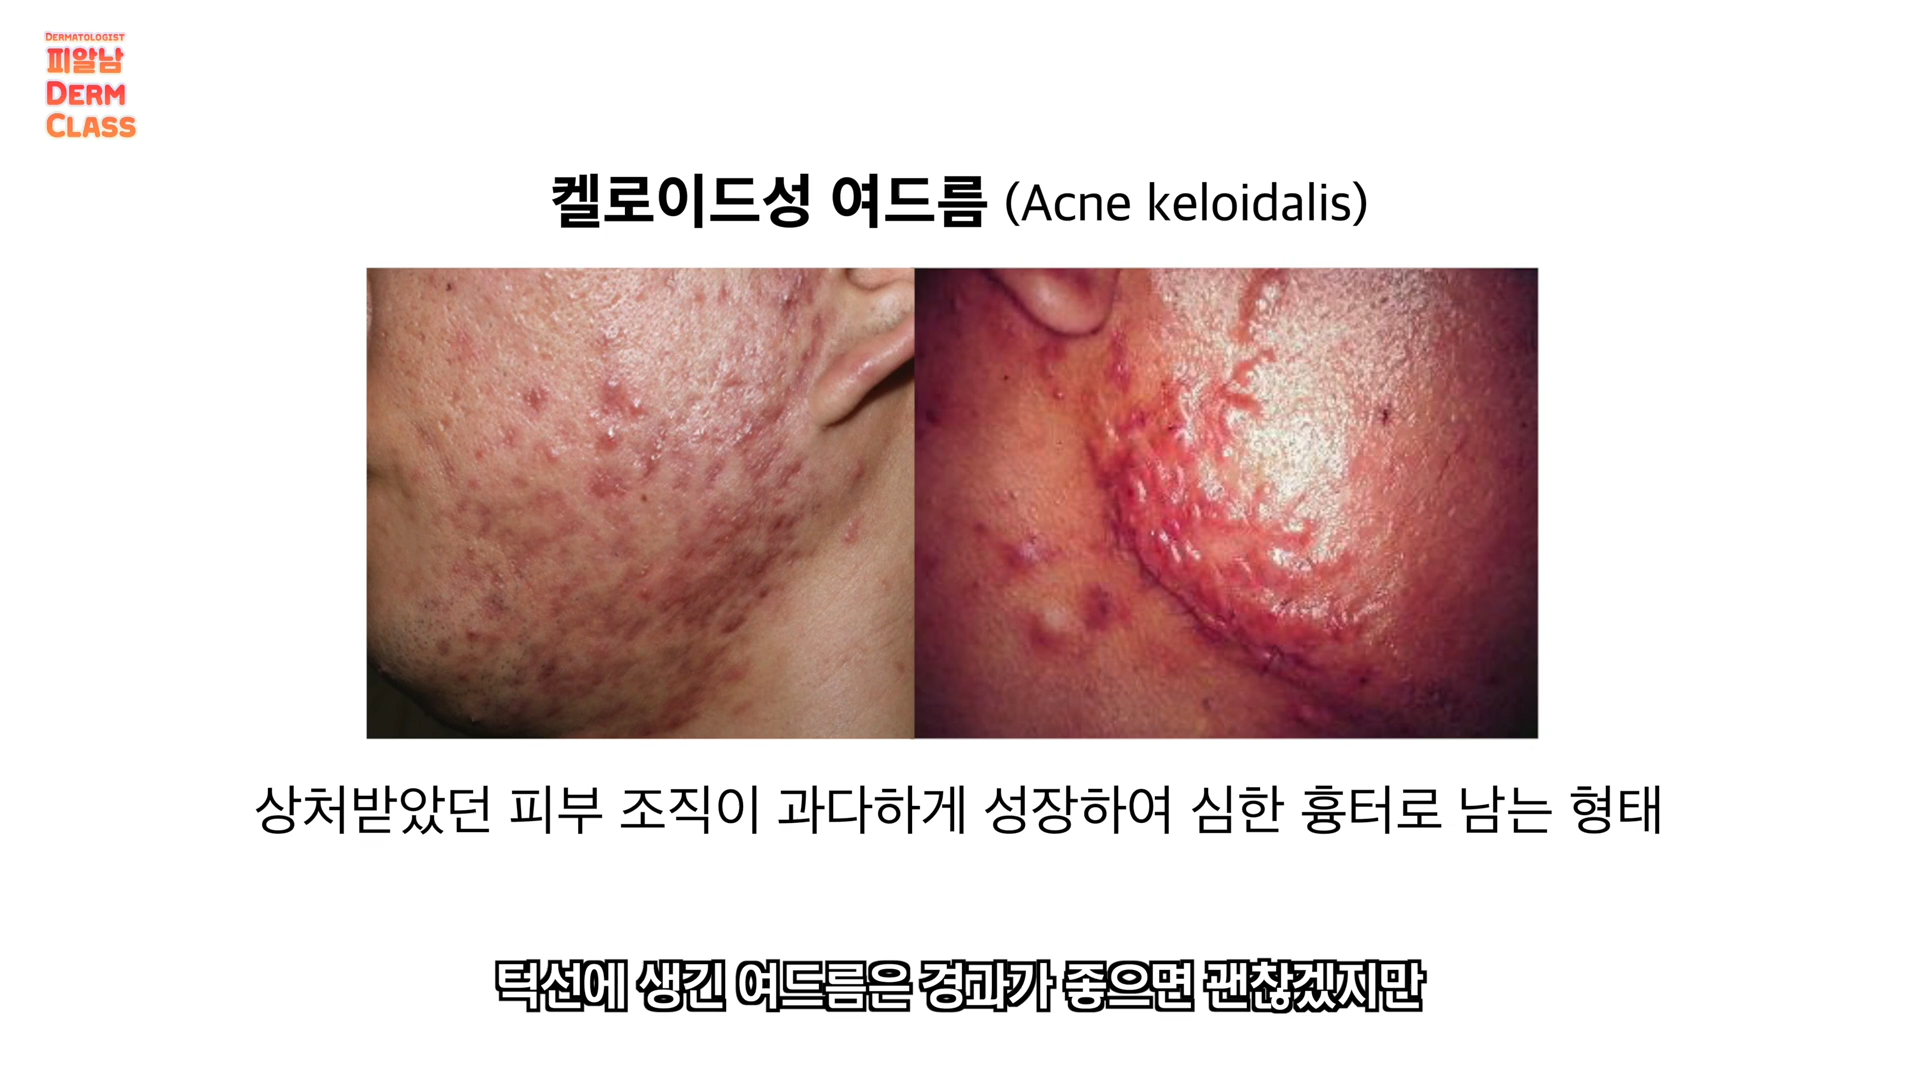 DERMATOLOGIST
피알남
DERM
CLASS
켈로이드성 여드름 (Acne keloidalis)
상처받았던 피부 조직이 과다하게 성장하여 심한 흉터로 남는 형태
턱선에 생긴 여드름은 경과가 좋으면 괜찮겠지만